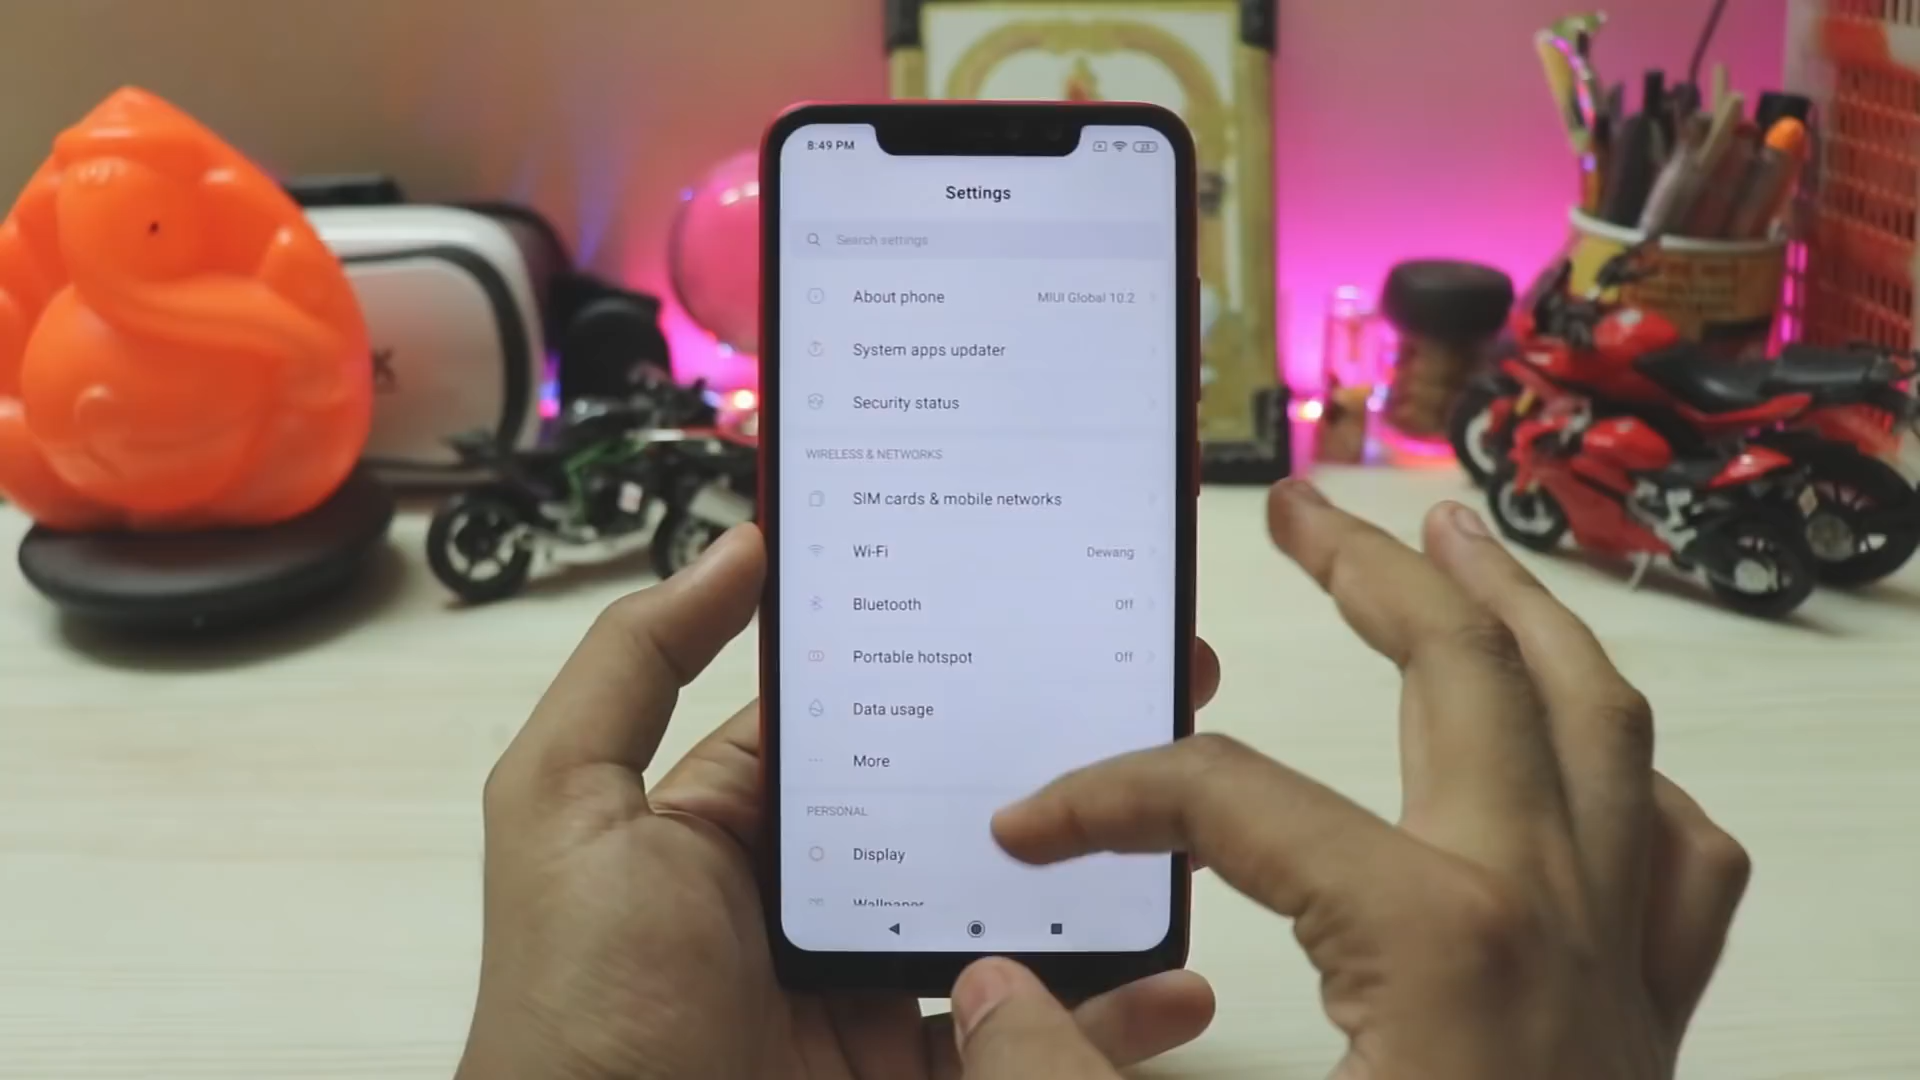 8:49 PM
Settings
Search settings
About phone MIUI Global 10.2
System apps updater
Security status
WIRELESS & NETWORKS
SIM cards & mobile networks
Wi-Fi Dewang
Bluetooth Off
Portable hotspot Off
Data usage
More
PERSONAL
Display
Wallpaper